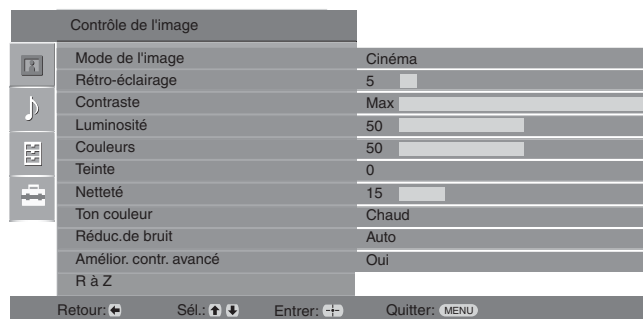 Contrôle de l'image
Mode de l'image Cinéma
Rétro-éclairage 5
Contraste Max
Luminosité 50
Couleurs 50
Teinte 0
Netteté 15
Ton couleur Chaud
Réduc.de bruit Auto
Amélior. contr. avancé Oui
R à Z
Retour: Sél.: Entrer: Quitter: MENU